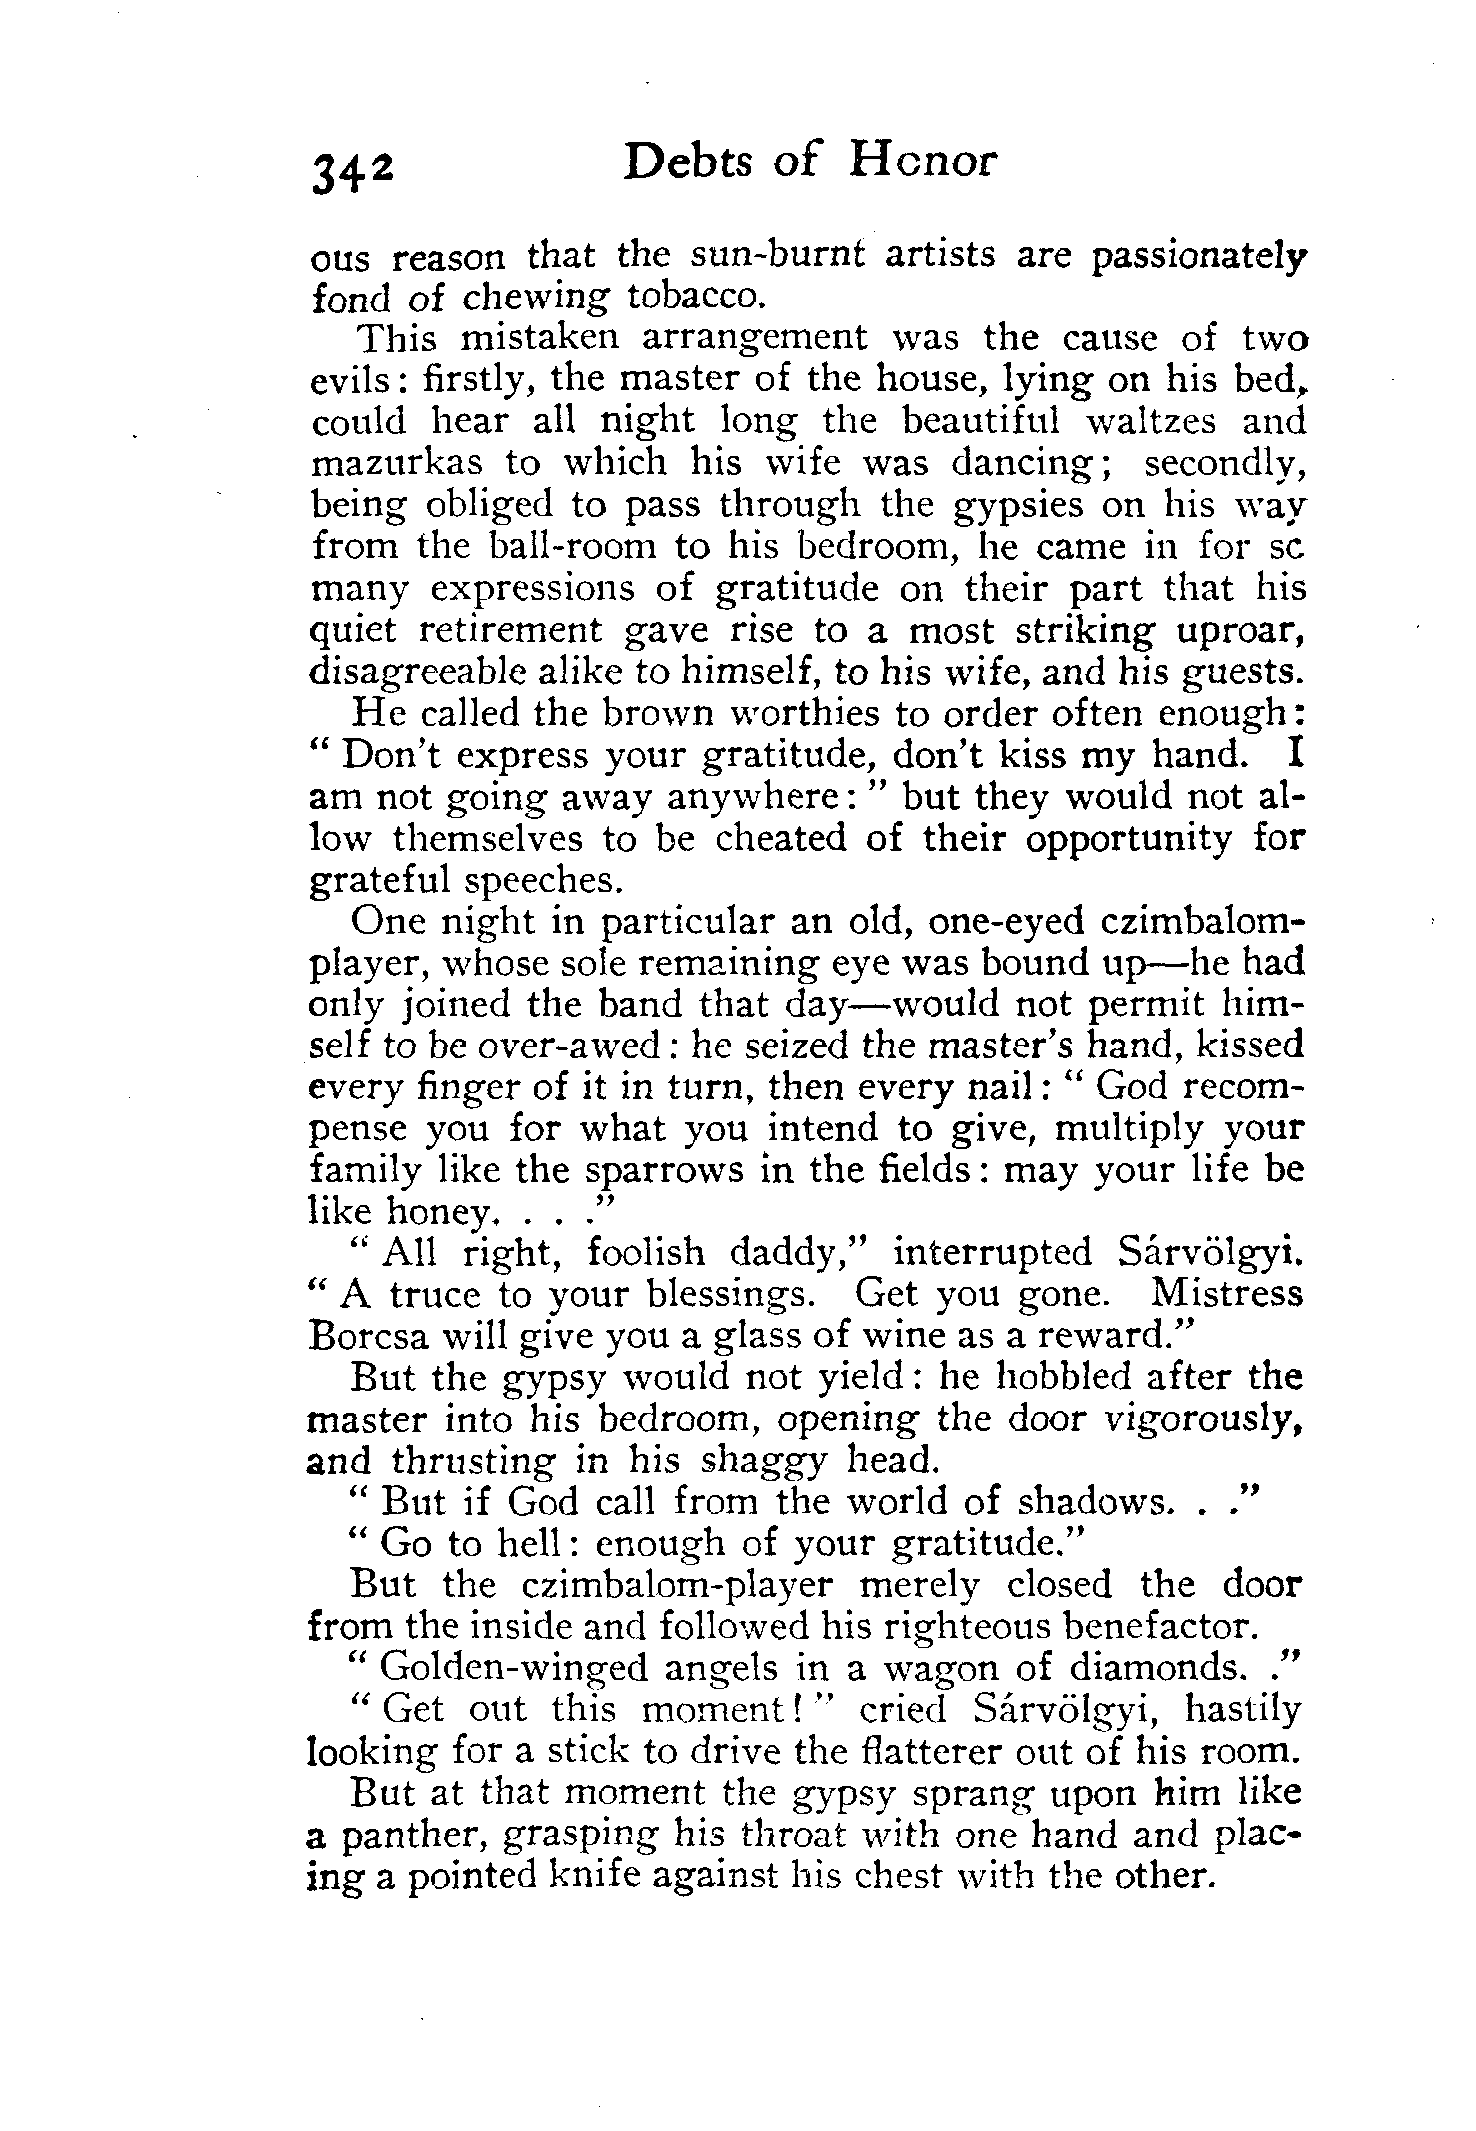 342 Debts of Honor
ous reason that the sun-burnt artists are passionately
fond of chewing tobacco.
This mistaken arrangement was the cause of two
evils: firstly, the master of the house, lying on his bed,
could hear all night long the beautiful waltzes and
mazurkas to which his wife was dancing; secondly,
being obliged to pass through the gypsies on his way
from the ball-room to his bedroom, he came in for so
many expressions of gratitude on their part that his
quiet retirement gave rise to a most striking uproar,
disagreeable alike to himself, to his wife, and his guests.
He called the brown worthies to order often enough:
" Don't express your gratitude, don't kiss my hand. I
am not going away anywhere: " but they would not al-
low themselves to be cheated of their opportunity for
grateful speeches.
One night in particular an old, one-eyed czimbalom-
player, whose sole remaining eye was bound up—he had
only joined the band that day—would not permit him-
self to be over-awed: he seized the master's hand, kissed
every finger of it in turn, then every nail: " God recom-
pense you for what you intend to give, multiply your
family like the sparrows in the fields: may your life be
like honey. . . ."
" All right, foolish daddy," interrupted Sárvölgyi.
" A truce to your blessings. Get you gone. Mistress
Borcsa will give you a glass of wine as a reward."
But the gypsy would not yield: he hobbled after the
master into his bedroom, opening the door vigorously,
and thrusting in his shaggy head.
" But if God call from the world of shadows. . ."
" Go to hell: enough of your gratitude."
But the czimbalom-player merely closed the door
from the inside and followed his righteous benefactor.
" Golden-winged angels in a wagon of diamonds. ."
" Get out this moment! " cried Sárvölgyi, hastily
looking for a stick to drive the flatterer out of his room.
But at that moment the gypsy sprang upon him like
a panther, grasping his throat with one hand and plac-
ing a pointed knife against his chest with the other.